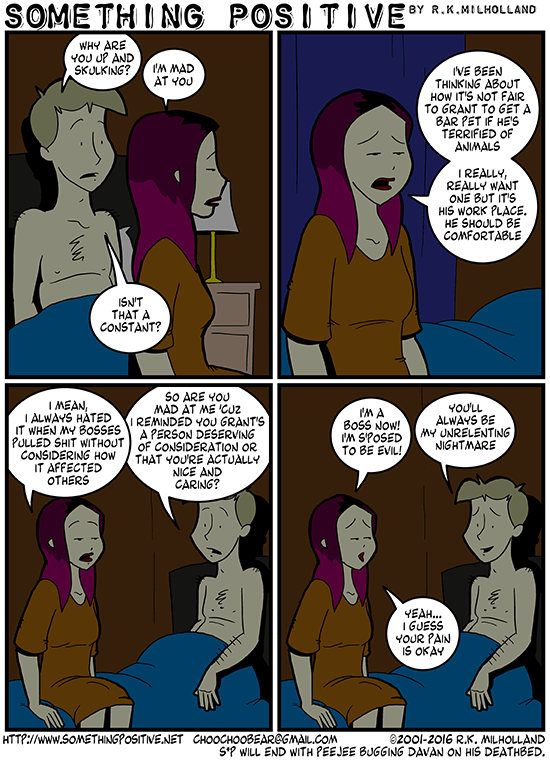 SOMETHING POSITIVE BY R.K.MILHOLLAND
WHY ARE
YOU UP AND
SKULKING?
I'M MAD
AT YOU
ISN'T
THAT A
CONSTANT?
I'VE BEEN
THINKING ABOUT
HOW IT'S NOT FAIR
TO GRANT TO GET A
BAR PET IF HE'S
TERRIFIED OF
ANIMALS
I REALLY,
REALLY WANT
ONE BUT IT'S
HIS WORK PLACE.
HE SHOULD BE
COMFORTABLE
I MEAN,
I ALWAYS HATED
IT WHEN MY BOSSES
PULLED SHIT WITHOUT
CONSIDERING HOW
IT AFFECTED
OTHERS
SO ARE YOU
MAD AT ME 'CUZ
I REMINDED YOU GRANT'S
A PERSON DESERVING
OF CONSIDERATION OR
THAT YOU'RE ACTUALLY
NICE AND
CARING?
I'M A
BOSS NOW!
I'M S'POSED
TO BE EVIL!
YOU'LL
ALWAYS BE
MY UNRELENTING
NIGHTMARE
YEAH...
I GUESS
YOUR PAIN
IS OKAY
HTTP://WWW.SOMETHINGPOSITIVE.NET CHOOCHOOBEAR@GMAIL.COM ©2001-2016 R.K. MILHOLLAND
S*P WILL END WITH PEEJEE BUGGING DAVAN ON HIS DEATHBED.